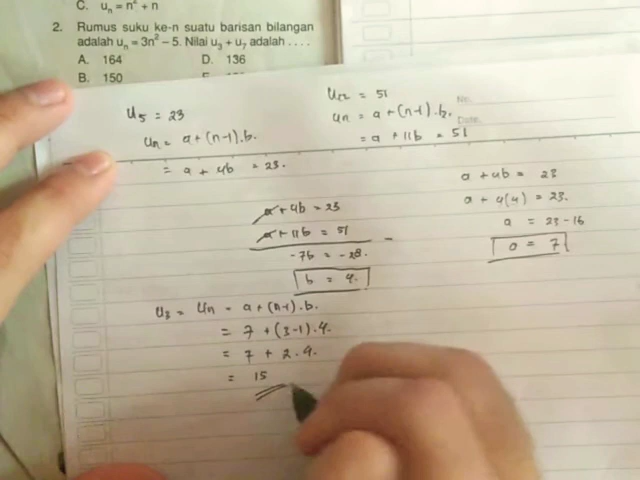 C. uₙ = n² + n
2. Rumus suku ke-n suatu barisan bilangan
adalah uₙ = 3n² – 5. Nilai u₃ + u₇ adalah . . . .
A. 164 D. 136
B. 150
No.
Date.
U₅ = 23
Un = a + (n-1).b.
= a + 4b = 23.
U₁₂ = 51
Un = a + (n-1).b.
= a + 11b = 51
a + 4b = 23
a + 11b = 51
-7b = -28.
b = 4.
a + 4b = 23
a + 4(4) = 23.
a = 23 - 16
a = 7
U₃ = Un = a + (n-1).b.
= 7 + (3-1).4.
= 7 + 2.4.
= 15